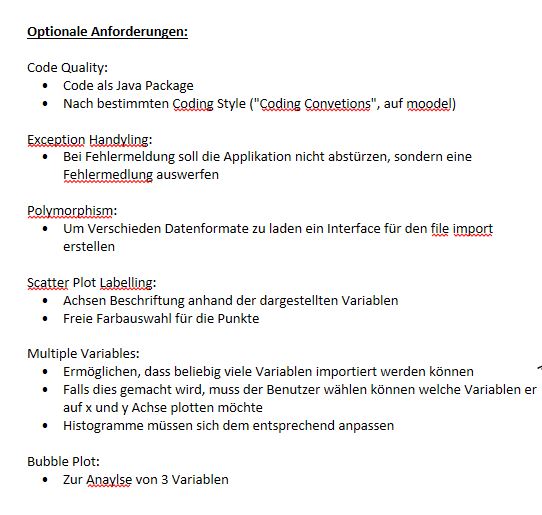 Optionale Anforderungen:
Code Quality:
• Code als Java Package
• Nach bestimmten Coding Style ("Coding Convetions", auf moodel)
Exception Handyling:
• Bei Fehlermeldung soll die Applikation nicht abstürzen, sondern eine
Fehlermedlung auswerfen
Polymorphism:
• Um Verschieden Datenformate zu laden ein Interface für den file import
erstellen
Scatter Plot Labelling:
• Achsen Beschriftung anhand der dargestellten Variablen
• Freie Farbauswahl für die Punkte
Multiple Variables:
• Ermöglichen, dass beliebig viele Variablen importiert werden können
• Falls dies gemacht wird, muss der Benutzer wählen können welche Variablen er
auf x und y Achse plotten möchte
• Histogramme müssen sich dem entsprechend anpassen
Bubble Plot:
• Zur Anaylse von 3 Variablen